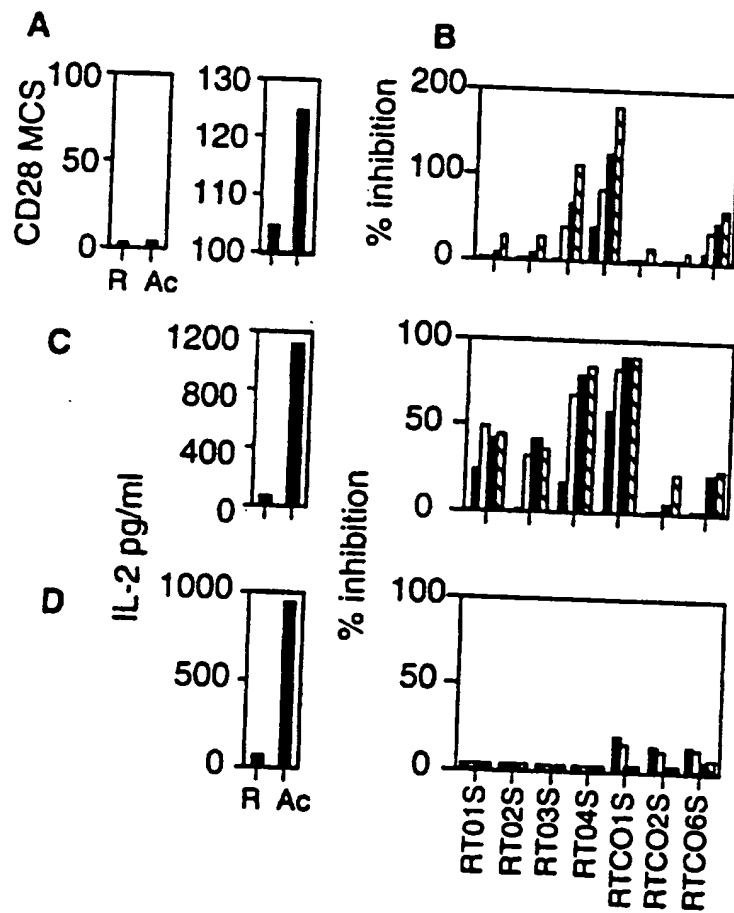 A
B
CD28 MCS
100
50
0
R Ac
130
120
110
100
% inhibition
200
100
0
C
1200
800
400
0
IL-2 pg/ml
100
50
0
% inhibition
D
1000
500
0
R Ac
100
50
0
RT01S
RT02S
RT03S
RT04S
RTCO1S
RTCO2S
RTCO6S